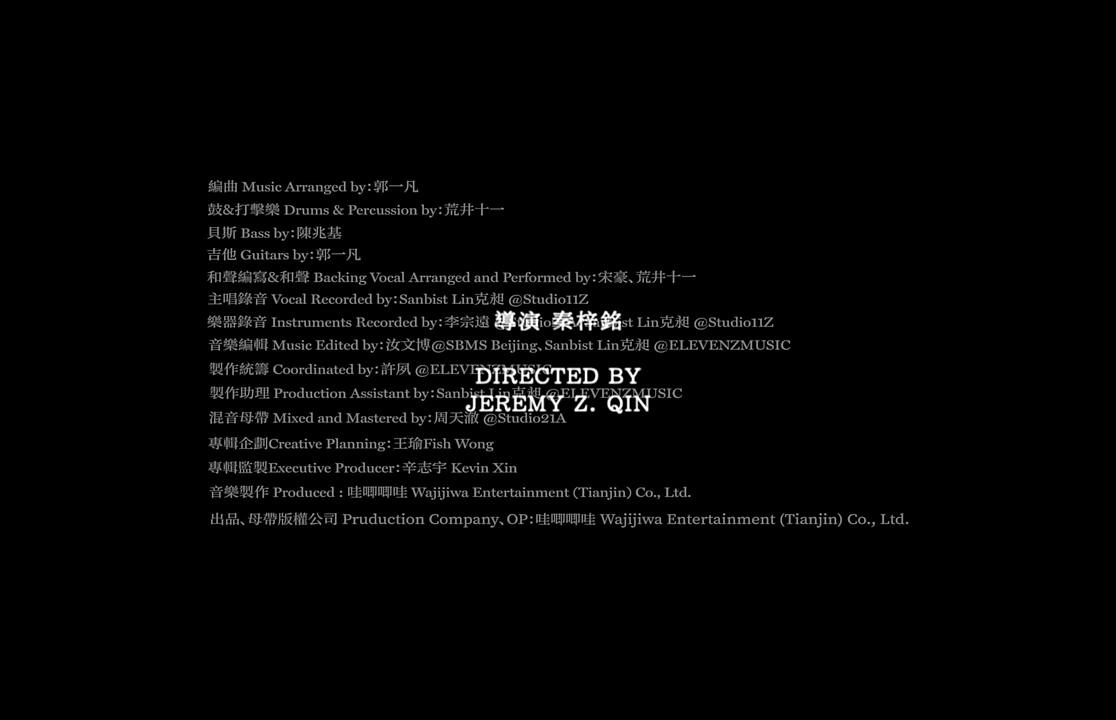 編曲 Music Arranged by：郭一凡
鼓&打擊樂 Drums & Percussion by：荒井十一
貝斯 Bass by：陳兆基
吉他 Guitars by：郭一凡
和聲編寫&和聲 Backing Vocal Arranged and Performed by：宋豪、荒井十一
主唱錄音 Vocal Recorded by：Sanbist Lin克昶 @Studio11Z
導演 秦梓銘
樂器錄音 Instruments Recorded by：李宗遠 Lin克昶 @Studio11Z
音樂編輯 Music Edited by：汝文博@SBMS Beijing、Sanbist Lin克昶 @ELEVENZMUSIC
製作統籌 Coordinated by：許夙 @ELEVENZMUSIC
DIRECTED BY
製作助理 Production Assistant by：Sanbist Lin克昶 @ELEVENZMUSIC
JEREMY Z. QIN
混音母帶 Mixed and Mastered by：周天澈 @Studio21A
專輯企劃Creative Planning：王瑜Fish Wong
專輯監製Executive Producer：辛志宇 Kevin Xin
音樂製作 Produced : 哇唧唧哇 Wajijiwa Entertainment (Tianjin) Co., Ltd.
出品、母帶版權公司 Pruduction Company、OP：哇唧唧哇 Wajijiwa Entertainment (Tianjin) Co., Ltd.